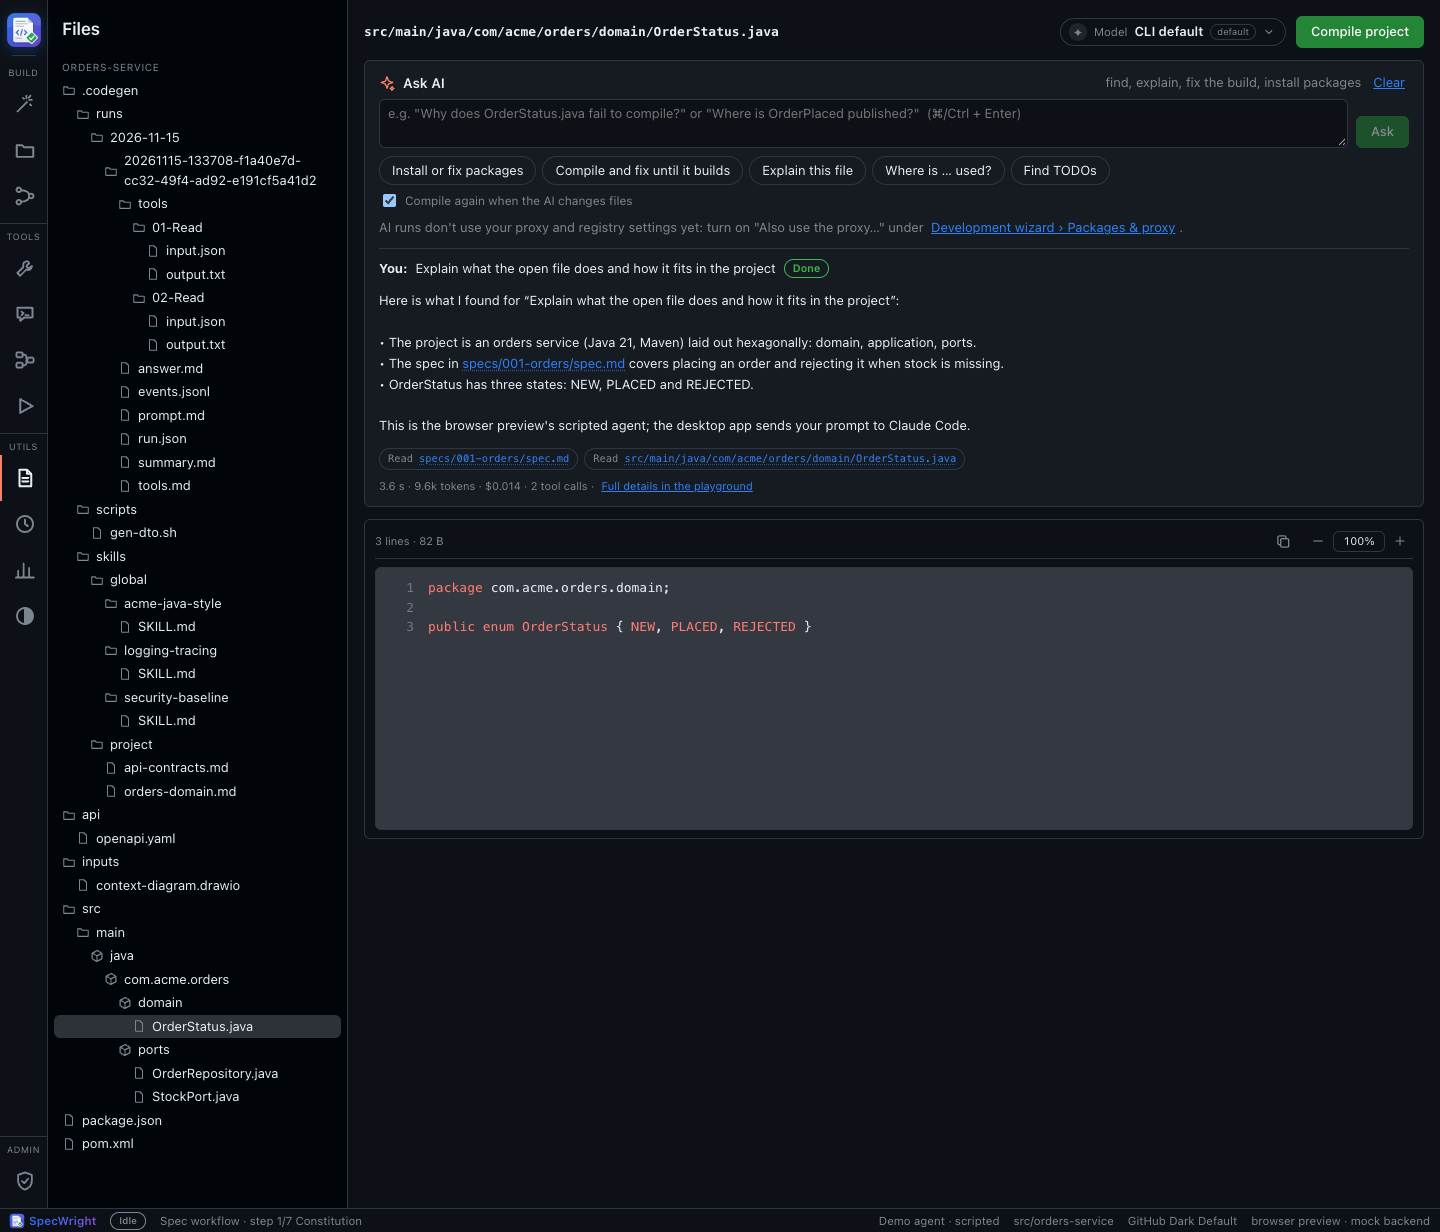 BUILD
TOOLS
UTILS
ADMIN
Files
ORDERS-SERVICE
.codegen
runs
2026-11-15
20261115-133708-f1a40e7d-
cc32-49f4-ad92-e191cf5a41d2
tools
01-Read
input.json
output.txt
02-Read
input.json
output.txt
answer.md
events.jsonl
prompt.md
run.json
summary.md
tools.md
scripts
gen-dto.sh
skills
global
acme-java-style
SKILL.md
logging-tracing
SKILL.md
security-baseline
SKILL.md
project
api-contracts.md
orders-domain.md
api
openapi.yaml
inputs
context-diagram.drawio
src
main
java
com.acme.orders
domain
OrderStatus.java
ports
OrderRepository.java
StockPort.java
package.json
pom.xml
src/main/java/com/acme/orders/domain/OrderStatus.java
Model CLI default default
Compile project
Ask AI
find, explain, fix the build, install packages Clear
e.g. "Why does OrderStatus.java fail to compile?" or "Where is OrderPlaced published?" (⌘/Ctrl + Enter)
Ask
Install or fix packages Compile and fix until it builds Explain this file Where is … used? Find TODOs
Compile again when the AI changes files
AI runs don't use your proxy and registry settings yet: turn on "Also use the proxy…" under Development wizard › Packages & proxy .
You: Explain what the open file does and how it fits in the project Done
Here is what I found for “Explain what the open file does and how it fits in the project”:
• The project is an orders service (Java 21, Maven) laid out hexagonally: domain, application, ports.
• The spec in specs/001-orders/spec.md covers placing an order and rejecting it when stock is missing.
• OrderStatus has three states: NEW, PLACED and REJECTED.
This is the browser preview's scripted agent; the desktop app sends your prompt to Claude Code.
Read specs/001-orders/spec.md Read src/main/java/com/acme/orders/domain/OrderStatus.java
3.6 s · 9.6k tokens · $0.014 · 2 tool calls · Full details in the playground
3 lines · 82 B
100%
1 package com.acme.orders.domain;
2
3 public enum OrderStatus { NEW, PLACED, REJECTED }
SpecWright Idle Spec workflow · step 1/7 Constitution
Demo agent · scripted src/orders-service GitHub Dark Default browser preview · mock backend